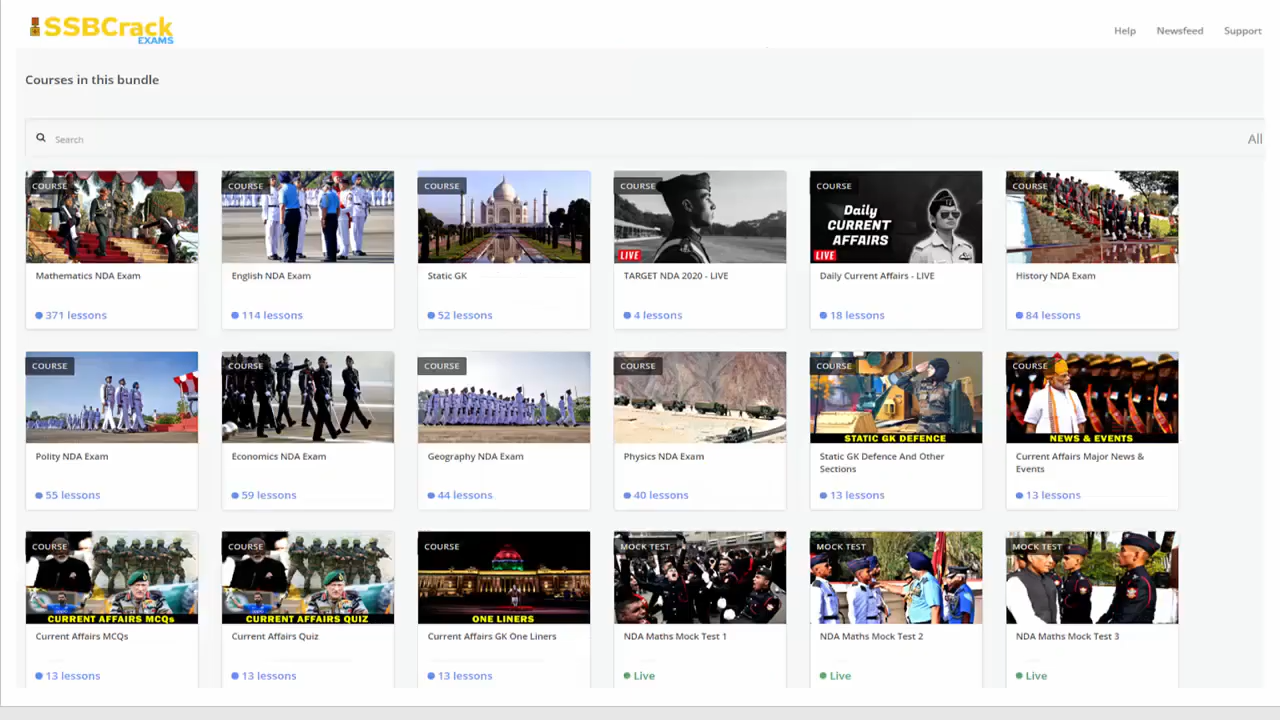 SSBCrack
EXAMS
Help Newsfeed Support
Courses in this bundle
Search
All
COURSE
Mathematics NDA Exam
371 lessons
COURSE
English NDA Exam
114 lessons
COURSE
Static GK
52 lessons
COURSE
LIVE
TARGET NDA 2020 - LIVE
4 lessons
COURSE
Daily
CURRENT
AFFAIRS
LIVE
Daily Current Affairs - LIVE
18 lessons
COURSE
History NDA Exam
84 lessons
COURSE
Polity NDA Exam
55 lessons
COURSE
Economics NDA Exam
59 lessons
COURSE
Geography NDA Exam
44 lessons
COURSE
Physics NDA Exam
40 lessons
COURSE
STATIC GK DEFENCE
Static GK Defence And Other
Sections
13 lessons
COURSE
NEWS & EVENTS
Current Affairs Major News &
Events
13 lessons
COURSE
CURRENT AFFAIRS MCQs
Current Affairs MCQs
13 lessons
COURSE
CURRENT AFFAIRS QUIZ
Current Affairs Quiz
13 lessons
COURSE
ONE LINERS
Current Affairs GK One Liners
13 lessons
MOCK TEST
NDA Maths Mock Test 1
Live
MOCK TEST
NDA Maths Mock Test 2
Live
MOCK TEST
NDA Maths Mock Test 3
Live